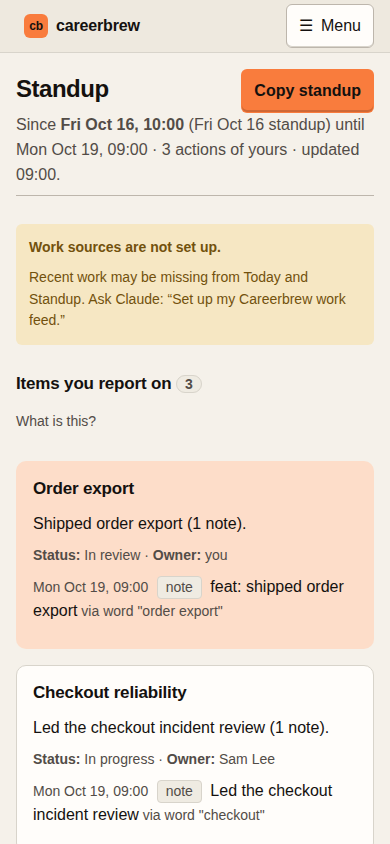 cb careerbrew ☰ Menu
Standup Copy standup
Since Fri Oct 16, 10:00 (Fri Oct 16 standup) until
Mon Oct 19, 09:00 · 3 actions of yours · updated
09:00.
Work sources are not set up.
Recent work may be missing from Today and
Standup. Ask Claude: “Set up my Careerbrew work
feed.”
Items you report on 3
What is this?
Order export
Shipped order export (1 note).
Status: In review · Owner: you
Mon Oct 19, 09:00 note feat: shipped order
export via word "order export"
Checkout reliability
Led the checkout incident review (1 note).
Status: In progress · Owner: Sam Lee
Mon Oct 19, 09:00 note Led the checkout
incident review via word "checkout"